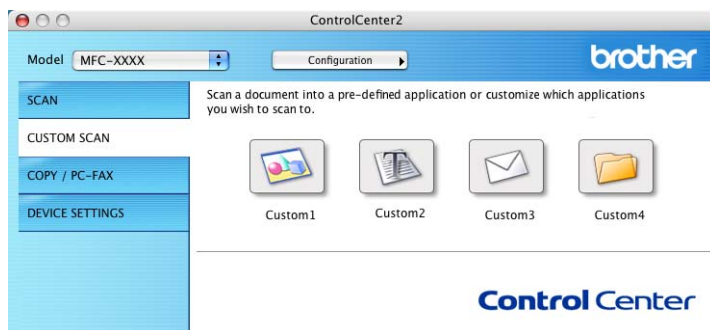 ControlCenter2
Model MFC-XXXX Configuration brother
SCAN
CUSTOM SCAN
COPY / PC-FAX
DEVICE SETTINGS
Scan a document into a pre-defined application or customize which applications
you wish to scan to.
T
Custom1 Custom2 Custom3 Custom4
Control Center